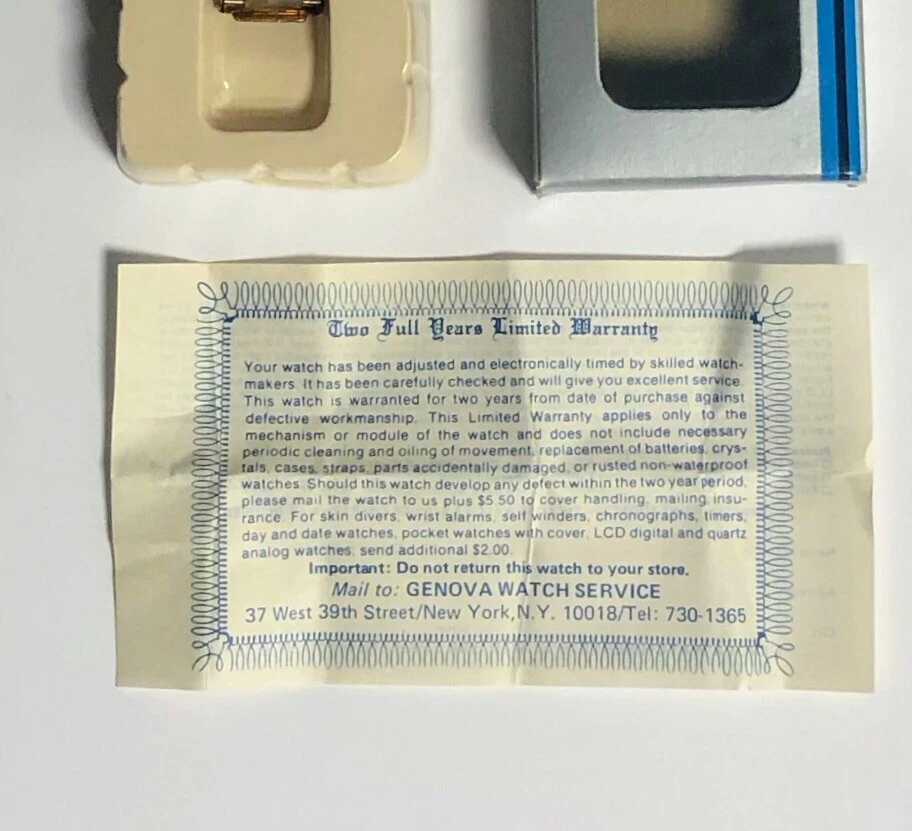 Two Full Years Limited Warranty
Your watch has been adjusted and electronically timed by skilled watch-
makers. It has been carefully checked and will give you excellent service.
This watch is warranted for two years from date of purchase against
defective workmanship. This Limited Warranty applies only to the
mechanism or module of the watch and does not include necessary
periodic cleaning and oiling of movement, replacement of batteries, crys-
tals, cases, straps, parts accidentally damaged, or rusted non-waterproof
watches. Should this watch develop any defect within the two year period,
please mail the watch to us plus $5.50 to cover handling, mailing, insu-
rance. For skin divers, wrist alarms, self winders, chronographs, timers,
day and date watches, pocket watches with cover, LCD digital and quartz
analog watches, send additional $2.00.
Important: Do not return this watch to your store.
Mail to: GENOVA WATCH SERVICE
37 West 39th Street/New York,N.Y. 10018/Tel: 730-1365